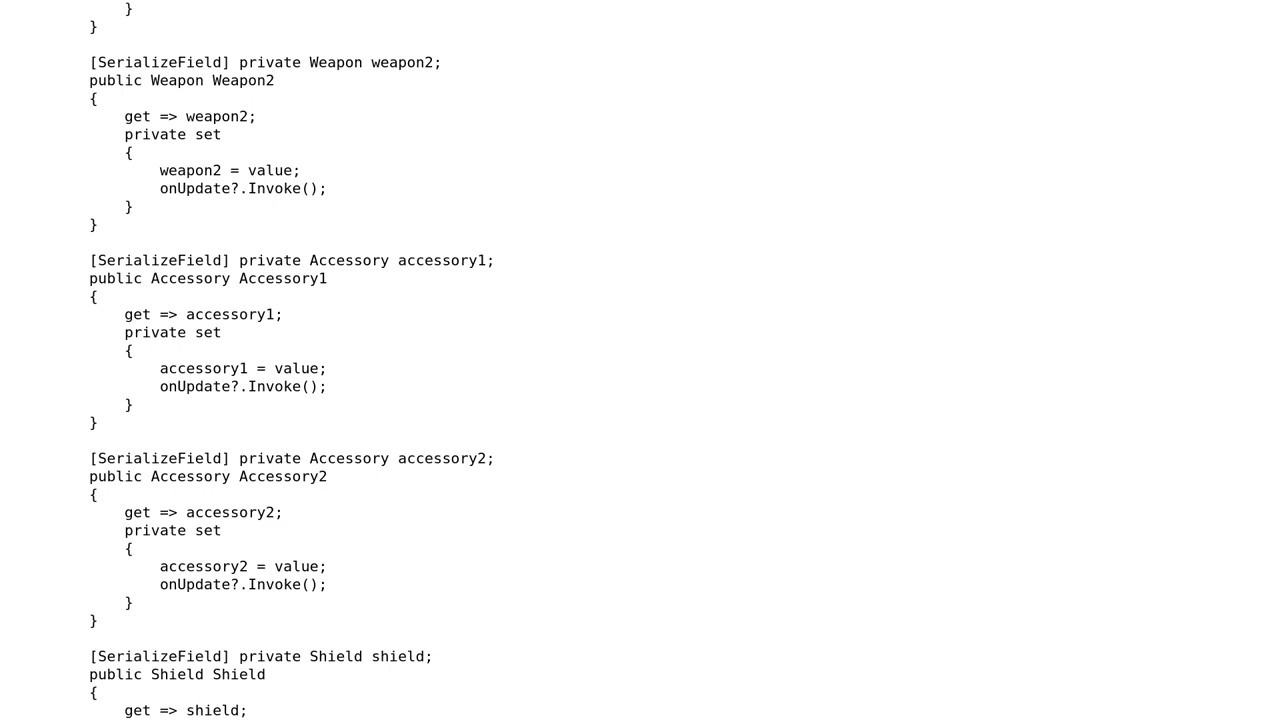 }
}

[SerializeField] private Weapon weapon2;
public Weapon Weapon2
{
    get => weapon2;
    private set
    {
        weapon2 = value;
        onUpdate?.Invoke();
    }
}

[SerializeField] private Accessory accessory1;
public Accessory Accessory1
{
    get => accessory1;
    private set
    {
        accessory1 = value;
        onUpdate?.Invoke();
    }
}

[SerializeField] private Accessory accessory2;
public Accessory Accessory2
{
    get => accessory2;
    private set
    {
        accessory2 = value;
        onUpdate?.Invoke();
    }
}

[SerializeField] private Shield shield;
public Shield Shield
{
    get => shield;